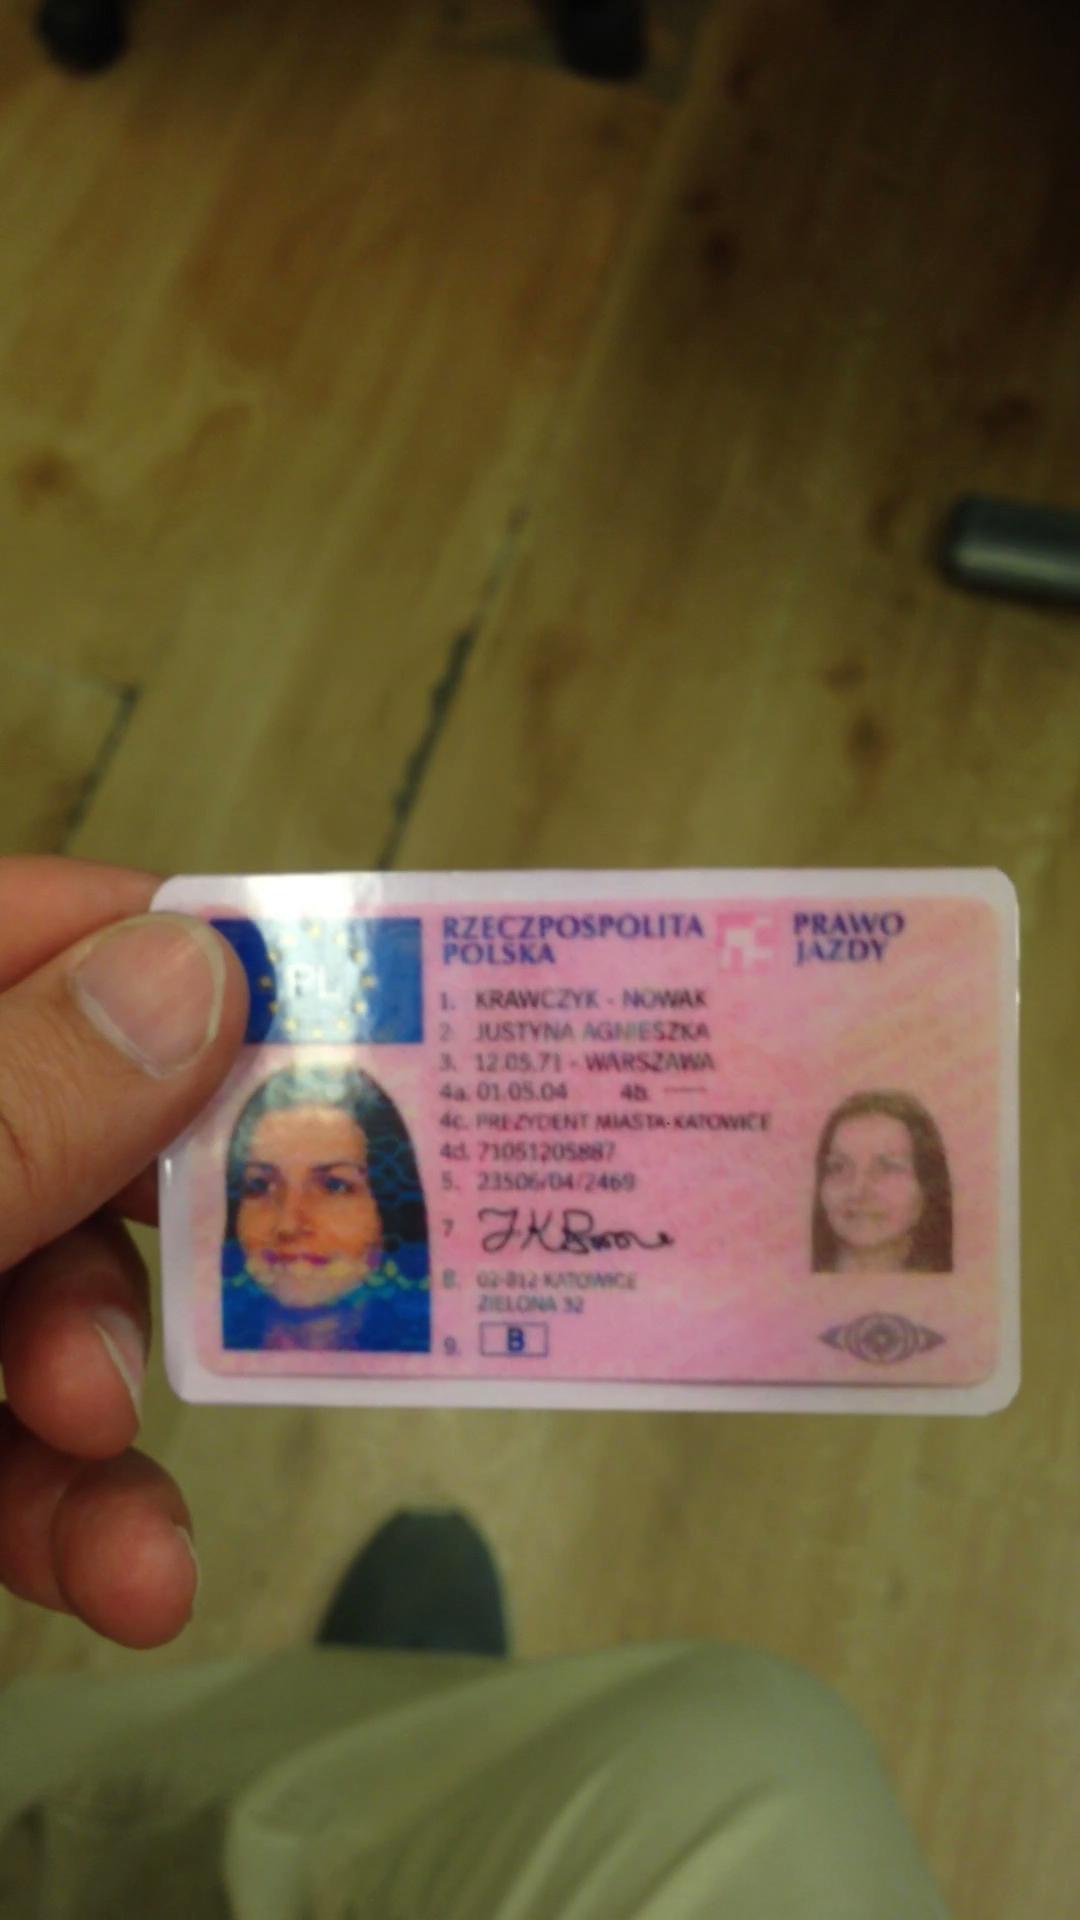 PL
RZECZPOSPOLITA POLSKA
PRAWO JAZDY
1. KRAWCZYK - NOWAK
2. JUSTYNA AGNIESZKA
3. 12.05.71 - WARSZAWA
4a. 01.05.04 4b. ——
4c. PREZYDENT MIASTA KATOWICE
4d. 71051205887
5. 23506/04/2469
7.
8. 02-812 KATOWICE
ZIELONA 32
9. B